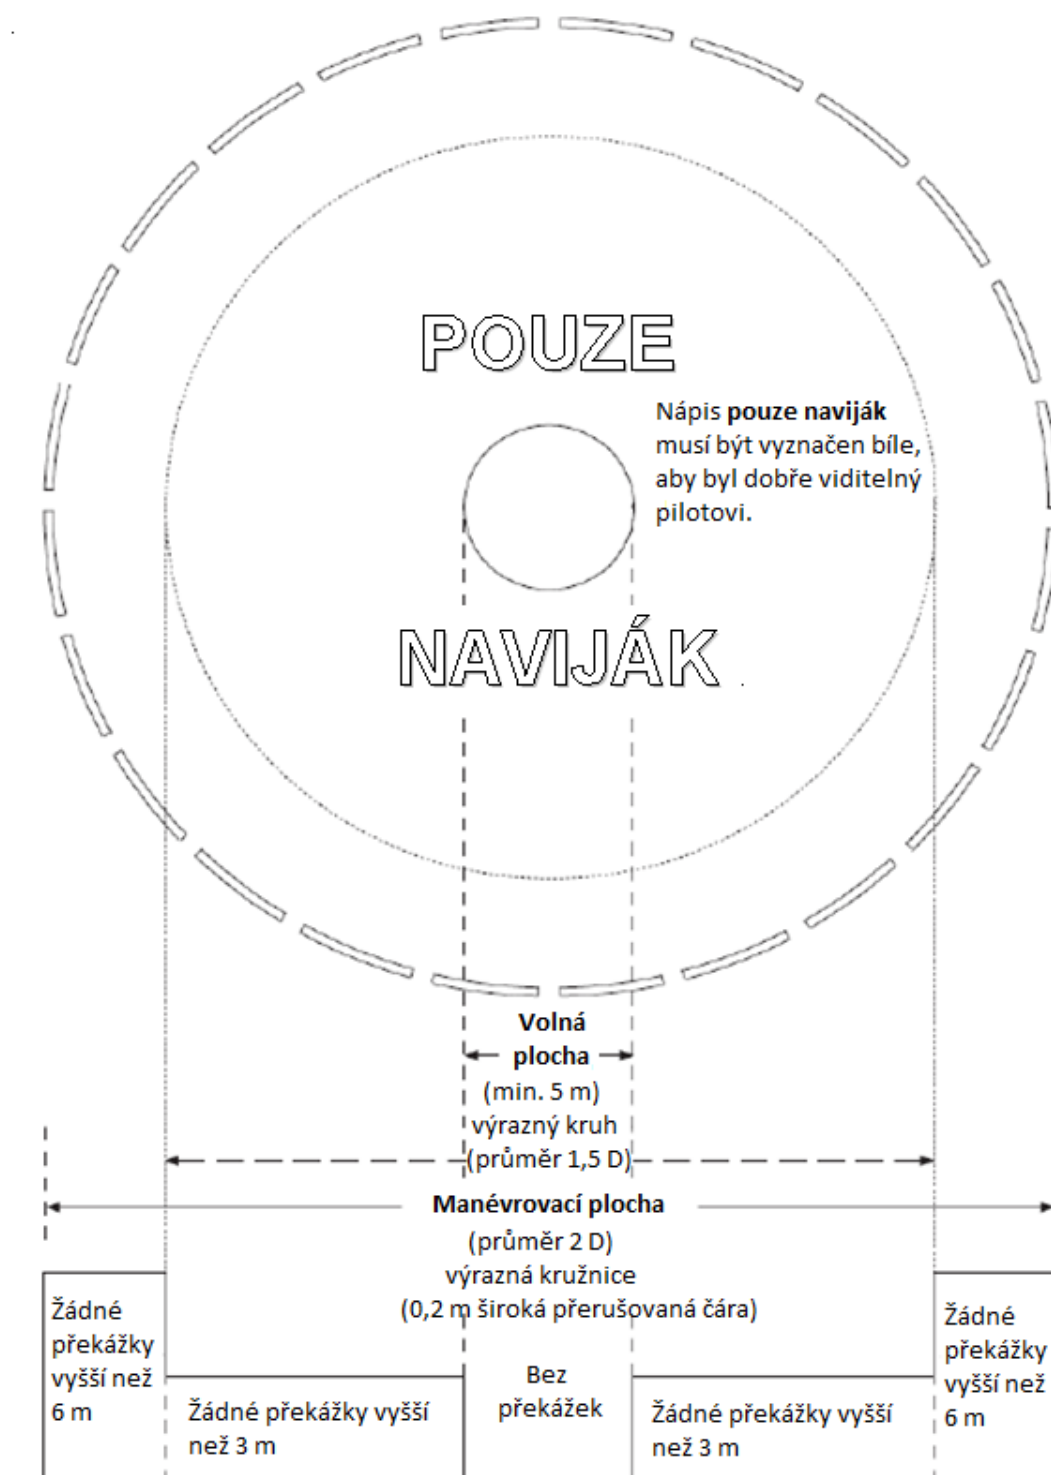 POUZE
Nápis pouze naviják
musí být vyznačen bíle,
aby byl dobře viditelný
pilotovi.
NAVIJÁK
Volná
plocha
(min. 5 m)
výrazný kruh
(průměr 1,5 D)
Manévrovací plocha
(průměr 2 D)
výrazná kružnice
(0,2 m široká přerušovaná čára)
Žádné
překážky
vyšší než
6 m
Žádné překážky vyšší
než 3 m
Bez
překážek
Žádné překážky vyšší
než 3 m
Žádné
překážky
vyšší než
6 m